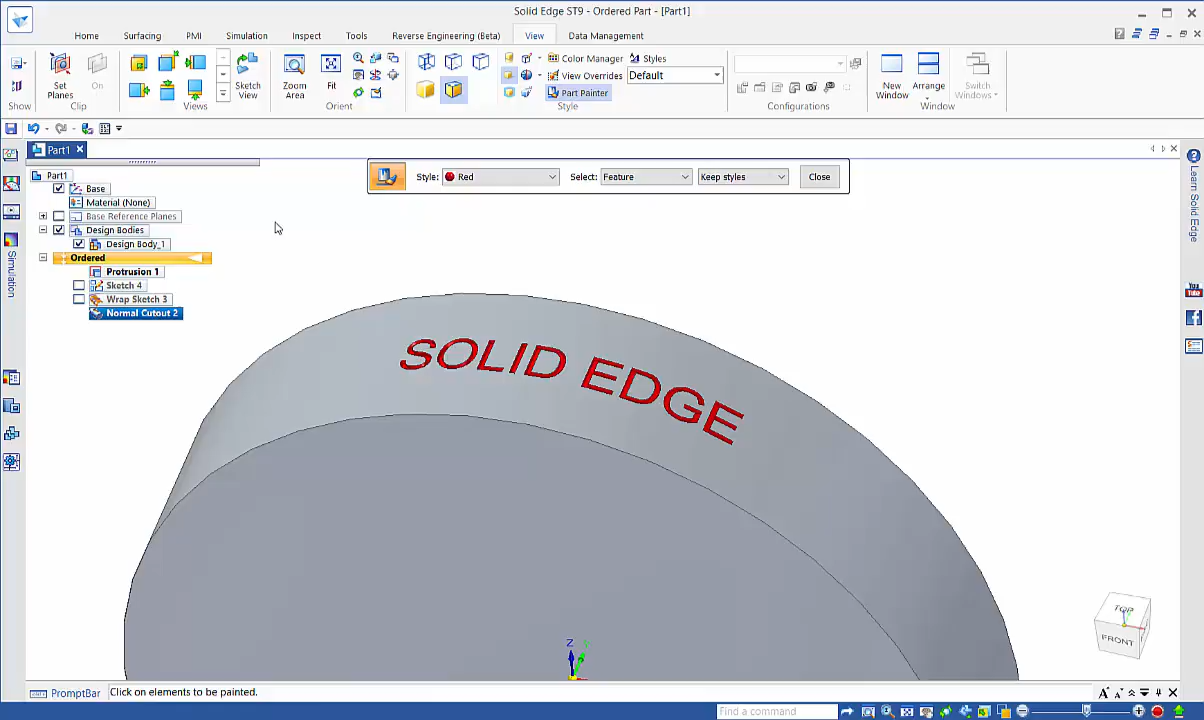 Solid Edge ST9 - Ordered Part - [Part1]
Home Surfacing PMI Simulation Inspect Tools Reverse Engineering (Beta) View Data Management
Show
Set Planes
Clip
Views
Sketch View
Zoom Area
Fit
Orient
Color Manager Styles
View Overrides Default
Part Painter
Style
Configurations
New Window
Arrange
Switch Windows
Window
Part1
Style: Red Select: Feature Keep styles Close
Part1
Base
Material (None)
Base Reference Planes
Design Bodies
Design Body_1
Ordered
Protrusion 1
Sketch 4
Wrap Sketch 3
Normal Cutout 2
Simulation
Learn Solid Edge
You
Tube
SOLID EDGE
Z
TOP
FRONT
PromptBar Click on elements to be painted.
Find a command